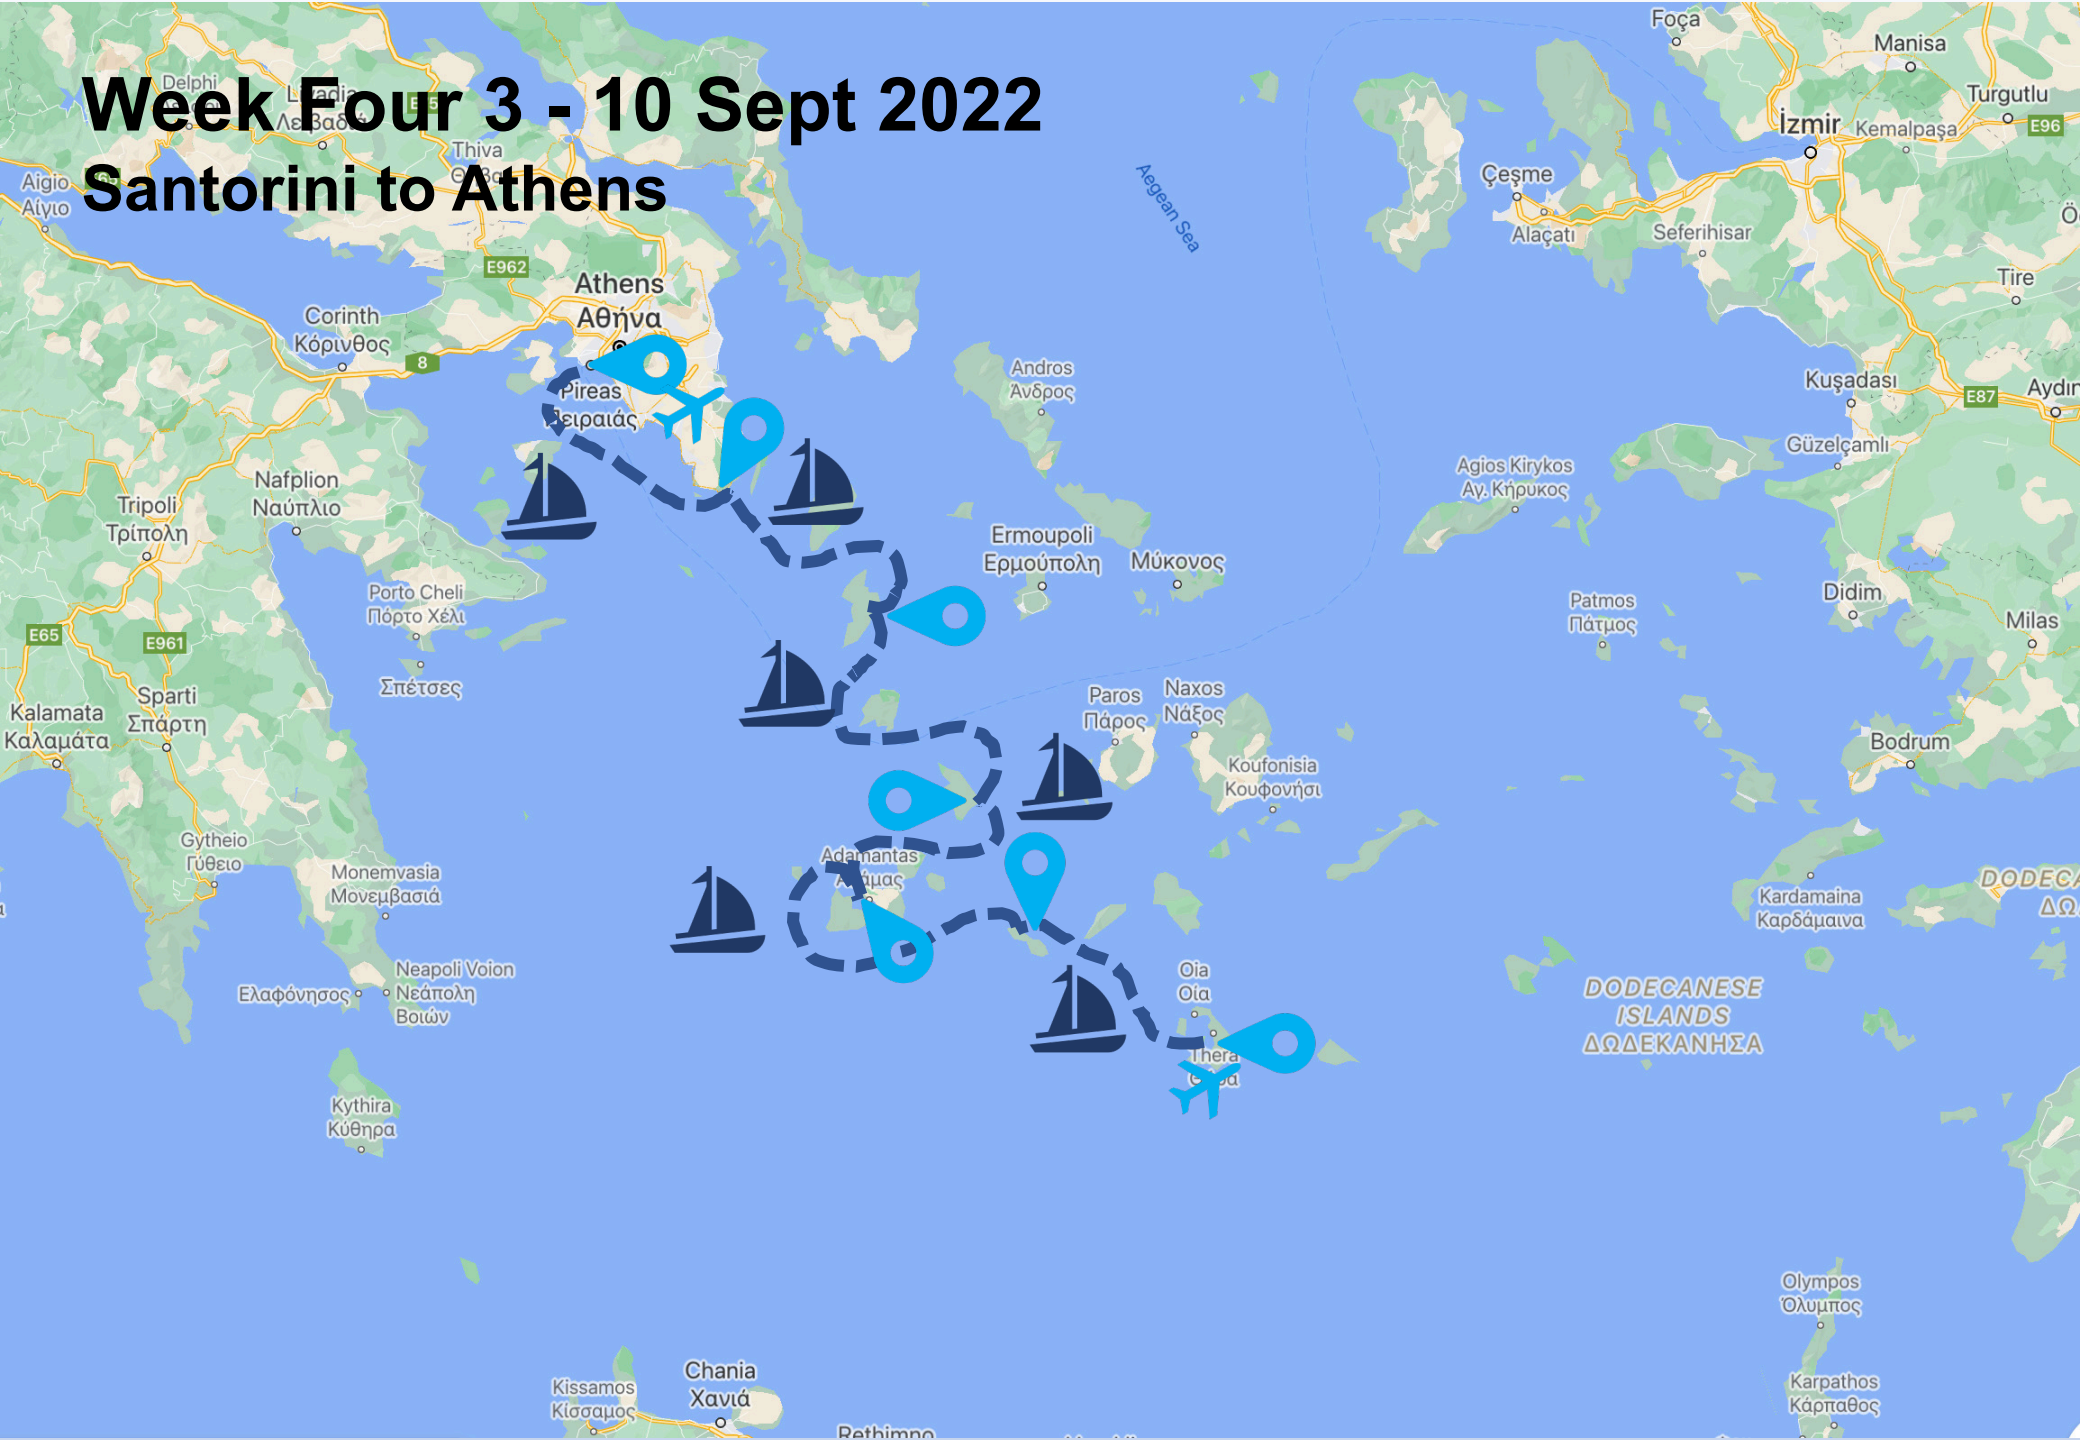 Week Four 3 - 10 Sept 2022
Santorini to Athens
Foça
Manisa
Turgutlu
E96
İzmir
Kemalpaşa
Delphi
Thiva
Aigio
Αίγιο
Aegean Sea
Çeşme
Alaçatı
Seferihisar
Tire
E962
Athens
Αθήνα
Corinth
Κόρινθος
8
Pireas
Andros
Άνδρος
Kuşadası
E87
Güzelçamlı
Agios Kirykos
Αγ. Κήρυκος
Nafplion
Ναύπλιο
Tripoli
Τρίπολη
Ermoupoli
Ερμούπολη
Μύκονος
Porto Cheli
Πόρτο Χέλι
Patmos
Πάτμος
Didim
Milas
E65
E961
Σπέτσες
Sparti
Σπάρτη
Kalamata
Καλαμάτα
Paros
Πάρος
Naxos
Νάξος
Koufonisia
Κουφονήσι
Bodrum
Gytheio
Γύθειο
Monemvasia
Μονεμβασιά
Adamantas
Kardamaina
Καρδάμαινα
Neapoli Voion
Νεάπολη
Βοιών
Ελαφόνησος
Oia
Οία
DODECANESE
ISLANDS
ΔΩΔΕΚΑΝΗΣΑ
Thera
Kythira
Κύθηρα
Olympos
Όλυμπος
Chania
Χανιά
Kissamos
Κίσσαμος
Karpathos
Κάρπαθος
Rethimno